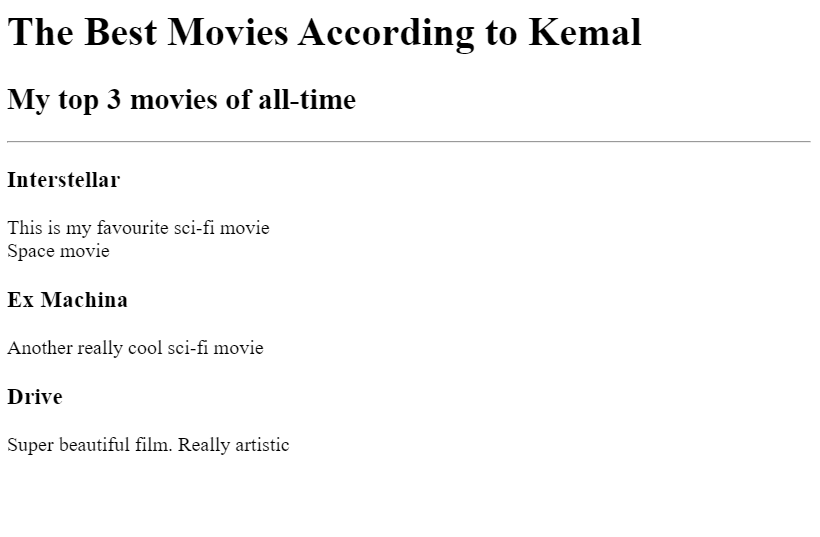 The Best Movies According to Kemal
My top 3 movies of all-time
Interstellar
This is my favourite sci-fi movie
Space movie
Ex Machina
Another really cool sci-fi movie
Drive
Super beautiful film. Really artistic